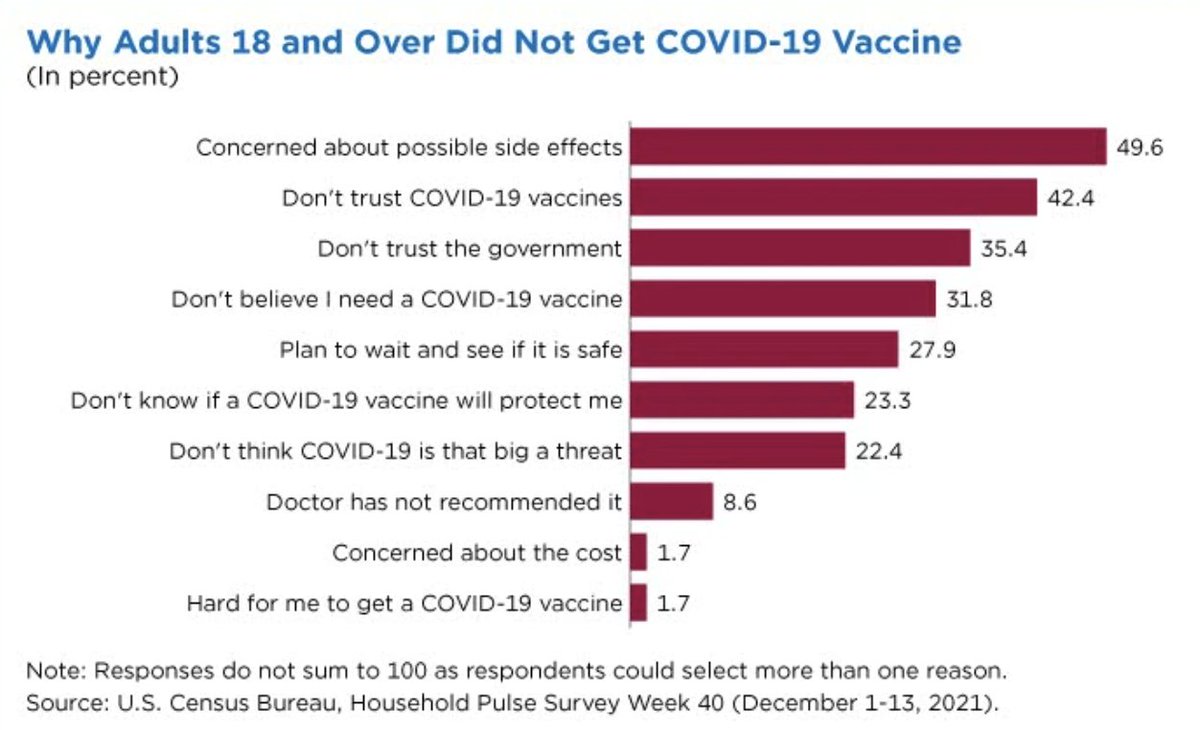 Why Adults 18 and Over Did Not Get COVID-19 Vaccine
(In percent)
Concerned about possible side effects 49.6
Don't trust COVID-19 vaccines 42.4
Don't trust the government 35.4
Don't believe I need a COVID-19 vaccine 31.8
Plan to wait and see if it is safe 27.9
Don't know if a COVID-19 vaccine will protect me 23.3
Don't think COVID-19 is that big a threat 22.4
Doctor has not recommended it 8.6
Concerned about the cost 1.7
Hard for me to get a COVID-19 vaccine 1.7
Note: Responses do not sum to 100 as respondents could select more than one reason.
Source: U.S. Census Bureau, Household Pulse Survey Week 40 (December 1-13, 2021).